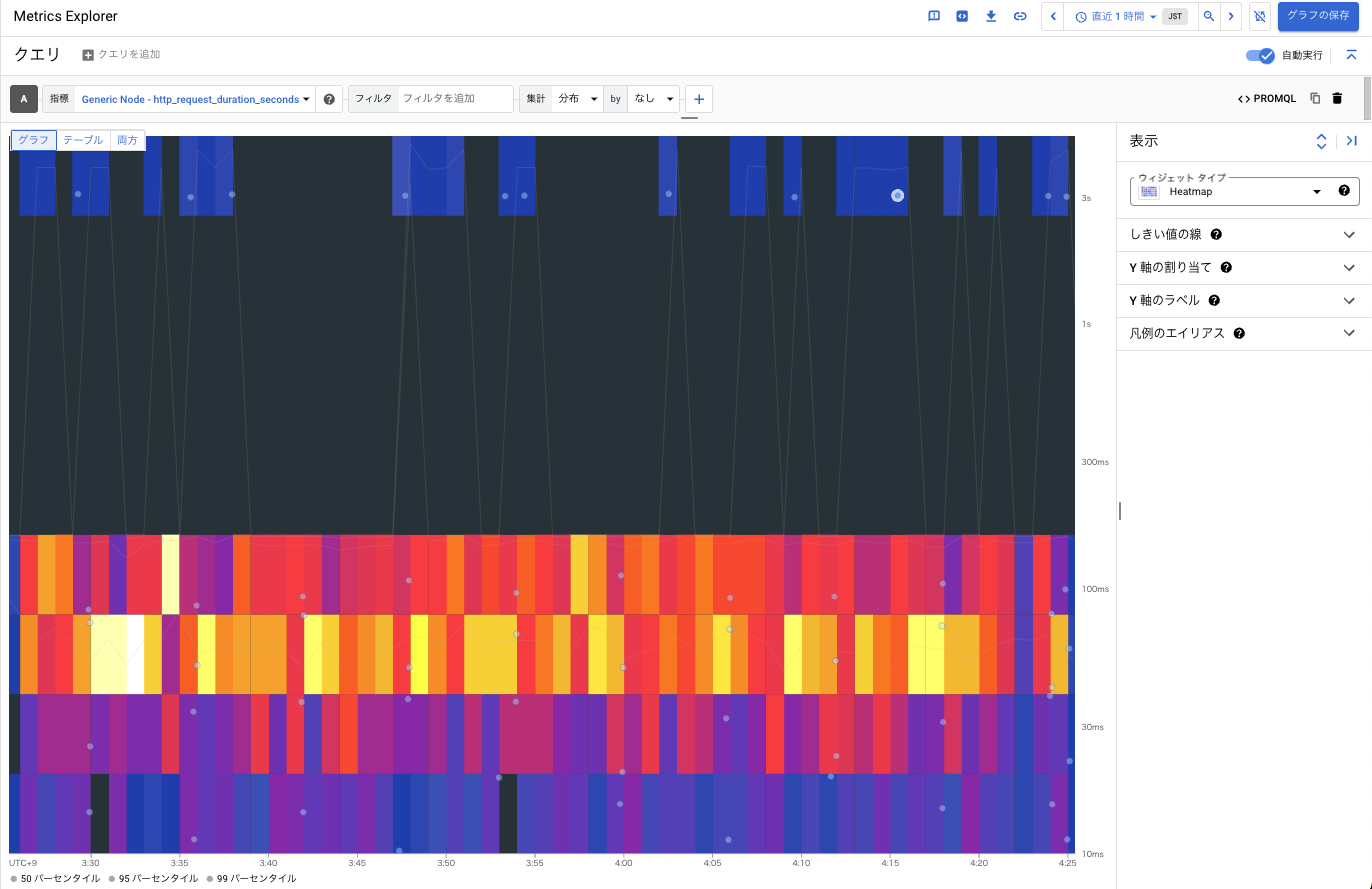 Metrics Explorer
直近 1 時間 JST
グラフの保存
クエリ
クエリを追加
自動実行
A 指標 Generic Node - http_request_duration_seconds フィルタ フィルタを追加 集計 分布 by なし
PROMQL
グラフ テーブル 両方
3s
1s
300ms
100ms
30ms
10ms
UTC+9 3:30 3:35 3:40 3:45 3:50 3:55 4:00 4:05 4:10 4:15 4:20 4:25
50 パーセンタイル 95 パーセンタイル 99 パーセンタイル
表示
ウィジェット タイプ
Heatmap
しきい値の線
Y 軸の割り当て
Y 軸のラベル
凡例のエイリアス